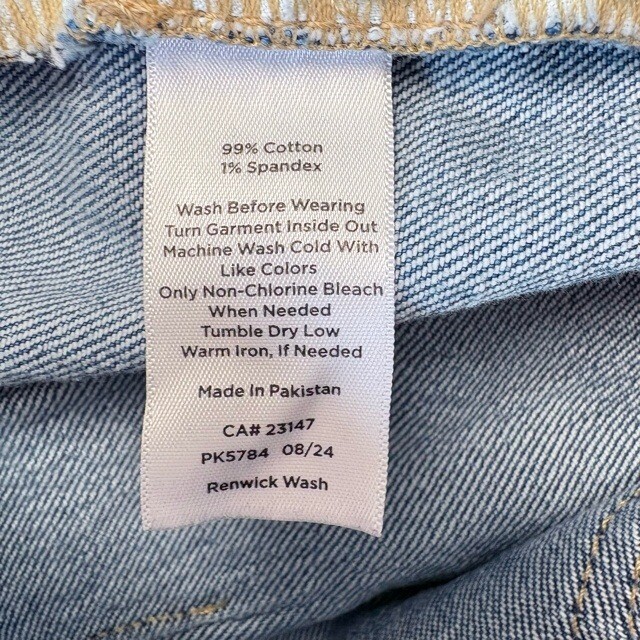 99% Cotton
1% Spandex
Wash Before Wearing
Turn Garment Inside Out
Machine Wash Cold With
Like Colors
Only Non-Chlorine Bleach
When Needed
Tumble Dry Low
Warm Iron, If Needed
Made In Pakistan
CA# 23147
PK5784 08/24
Renwick Wash